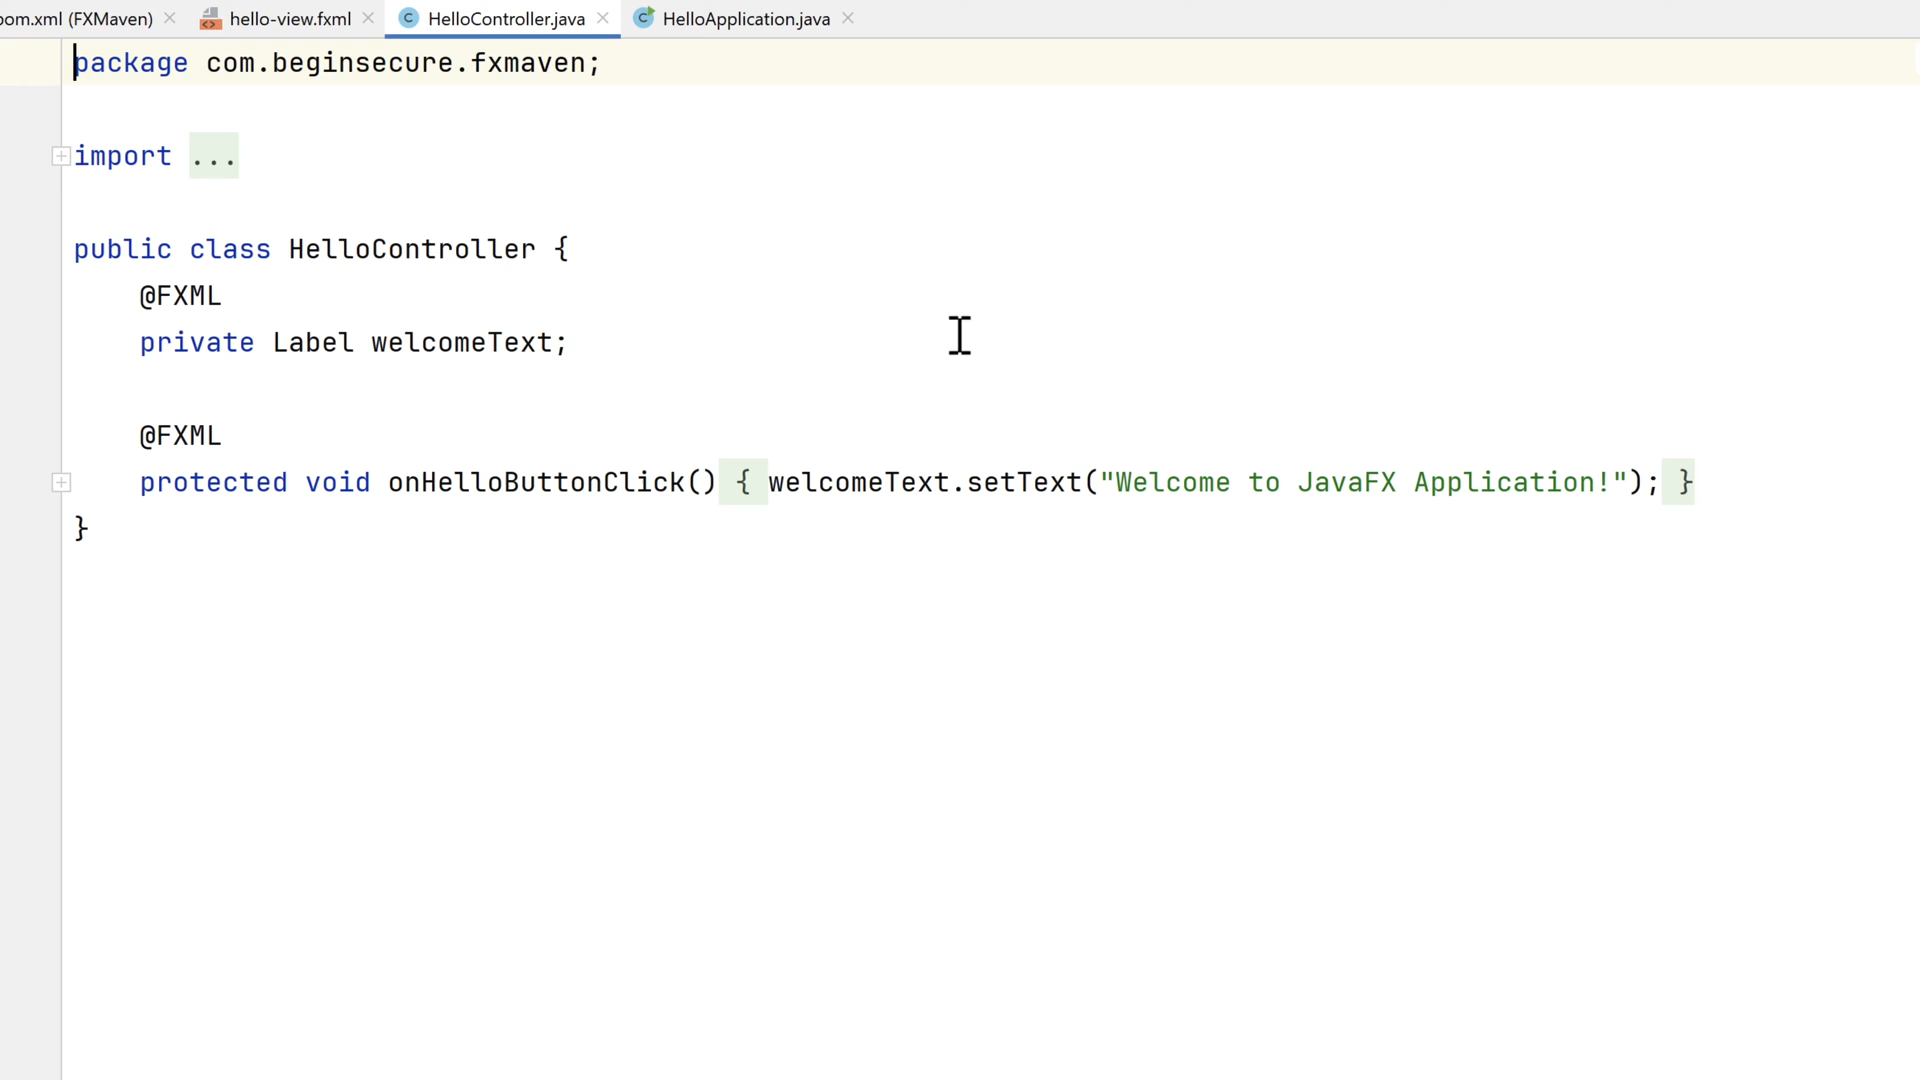 om.xml (FXMaven) hello-view.fxml HelloController.java HelloApplication.java
package com.beginsecure.fxmaven;
import ...
public class HelloController {
@FXML
private Label welcomeText;
@FXML
protected void onHelloButtonClick() { welcomeText.setText("Welcome to JavaFX Application!"); }
}